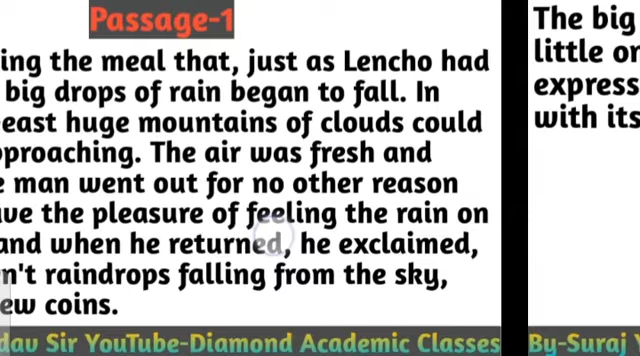 Passage-1
ing the meal that, just as Lencho had
big drops of rain began to fall. In
east huge mountains of clouds could
pproaching. The air was fresh and
man went out for no other reason
ve the pleasure of feeling the rain on
and when he returned, he exclaimed,
n't raindrops falling from the sky,
ew coins.
dav Sir YouTube-Diamond Academic Classes
The big
little on
express
with its
By-Suraj Y